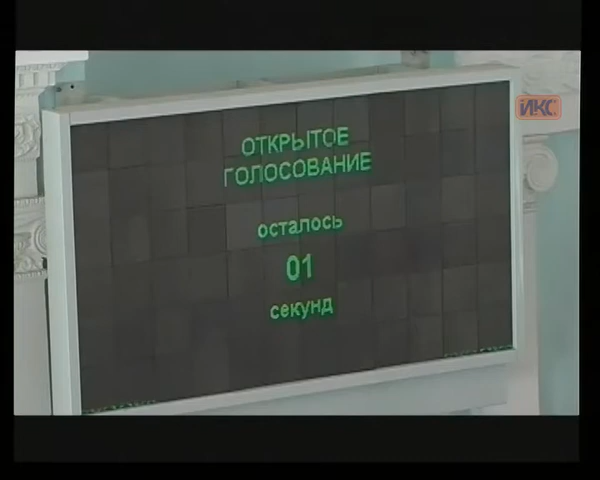 ИКС
ОТКРЫТОЕ
ГОЛОСОВАНИЕ
осталось
01
секунд